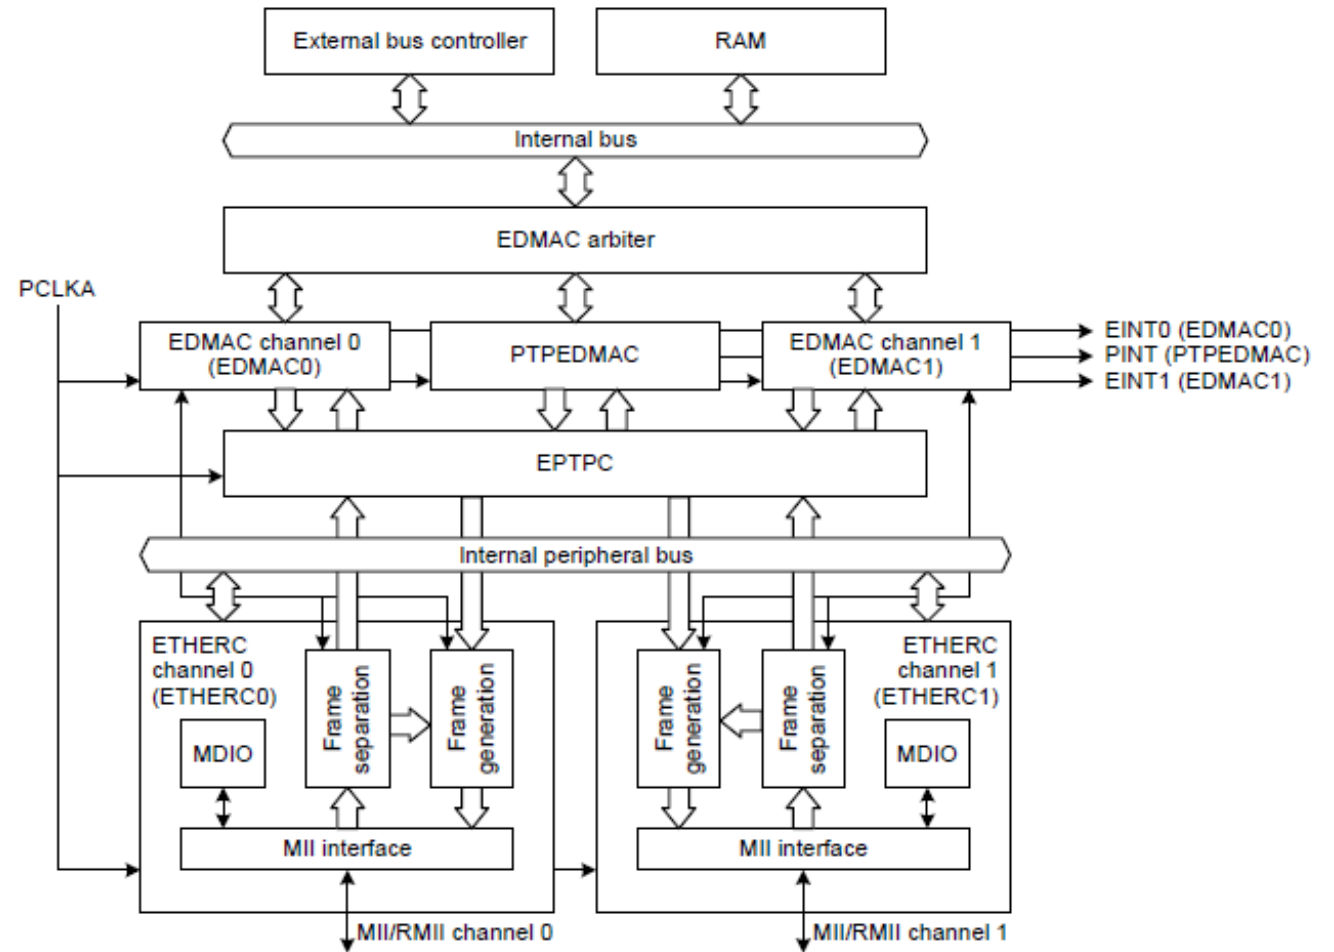 External bus controller
RAM
Internal bus
EDMAC arbiter
PCLKA
EDMAC channel 0
(EDMAC0)
PTPEDMAC
EDMAC channel 1
(EDMAC1)
EINT0 (EDMAC0)
PINT (PTPEDMAC)
EINT1 (EDMAC1)
EPTPC
Internal peripheral bus
ETHERC
channel 0
(ETHERC0)
MDIO
Frame
separation
Frame
generation
MII interface
MII/RMII channel 0
Frame
generation
Frame
separation
ETHERC
channel 1
(ETHERC1)
MDIO
MII interface
MII/RMII channel 1